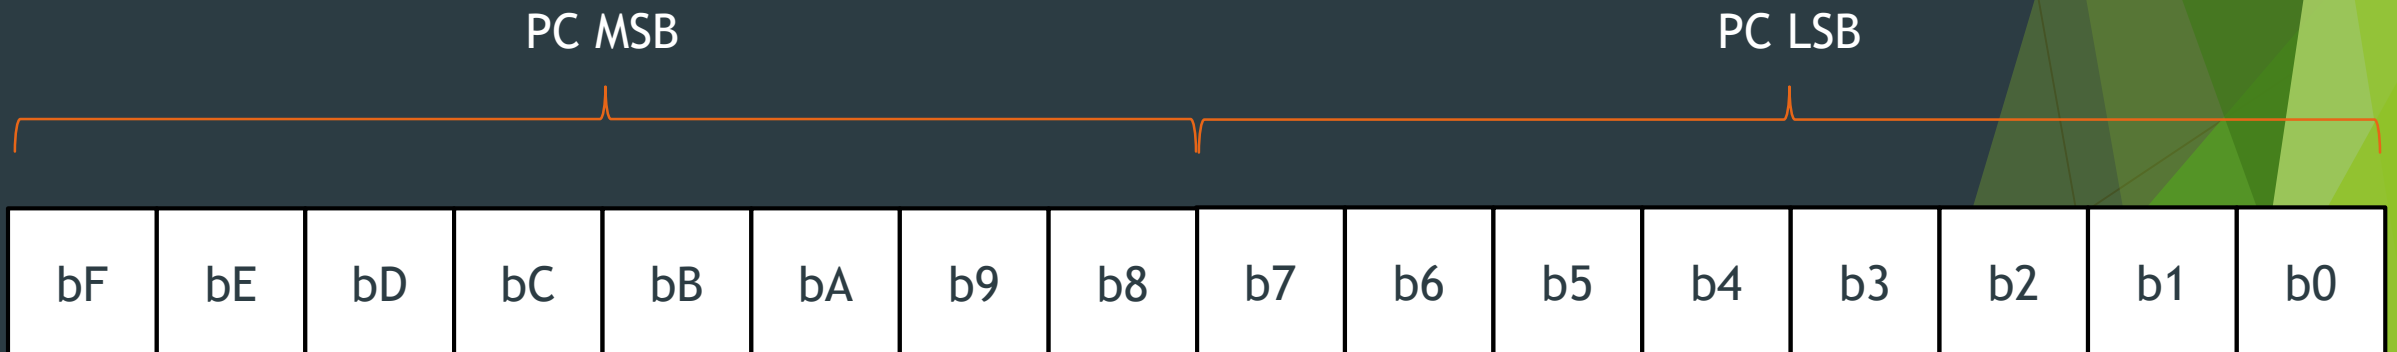 PC MSB PC LSB
bF bE bD bC bB bA b9 b8 b7 b6 b5 b4 b3 b2 b1 b0